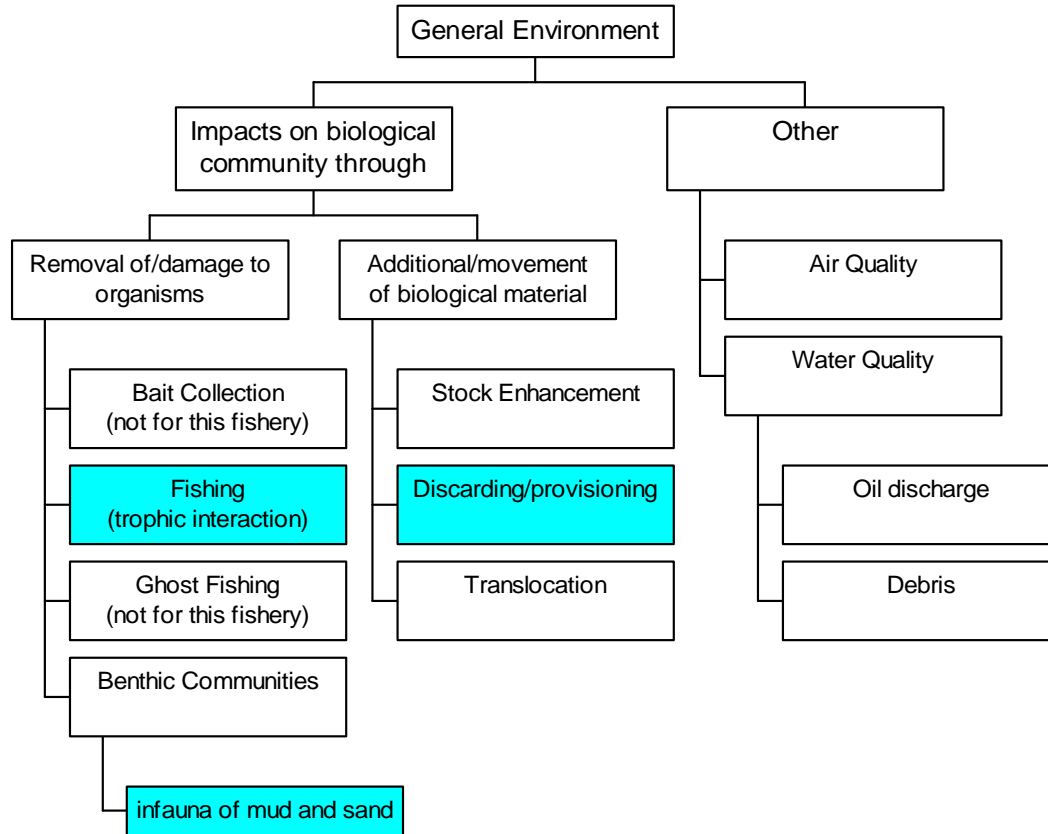 General Environment
Impacts on biological
community through
Other
Removal of/damage to
organisms
Additional/movement
of biological material
Air Quality
Water Quality
Bait Collection
(not for this fishery)
Stock Enhancement
Fishing
(trophic interaction)
Discarding/provisioning
Oil discharge
Ghost Fishing
(not for this fishery)
Translocation
Debris
Benthic Communities
infauna of mud and sand